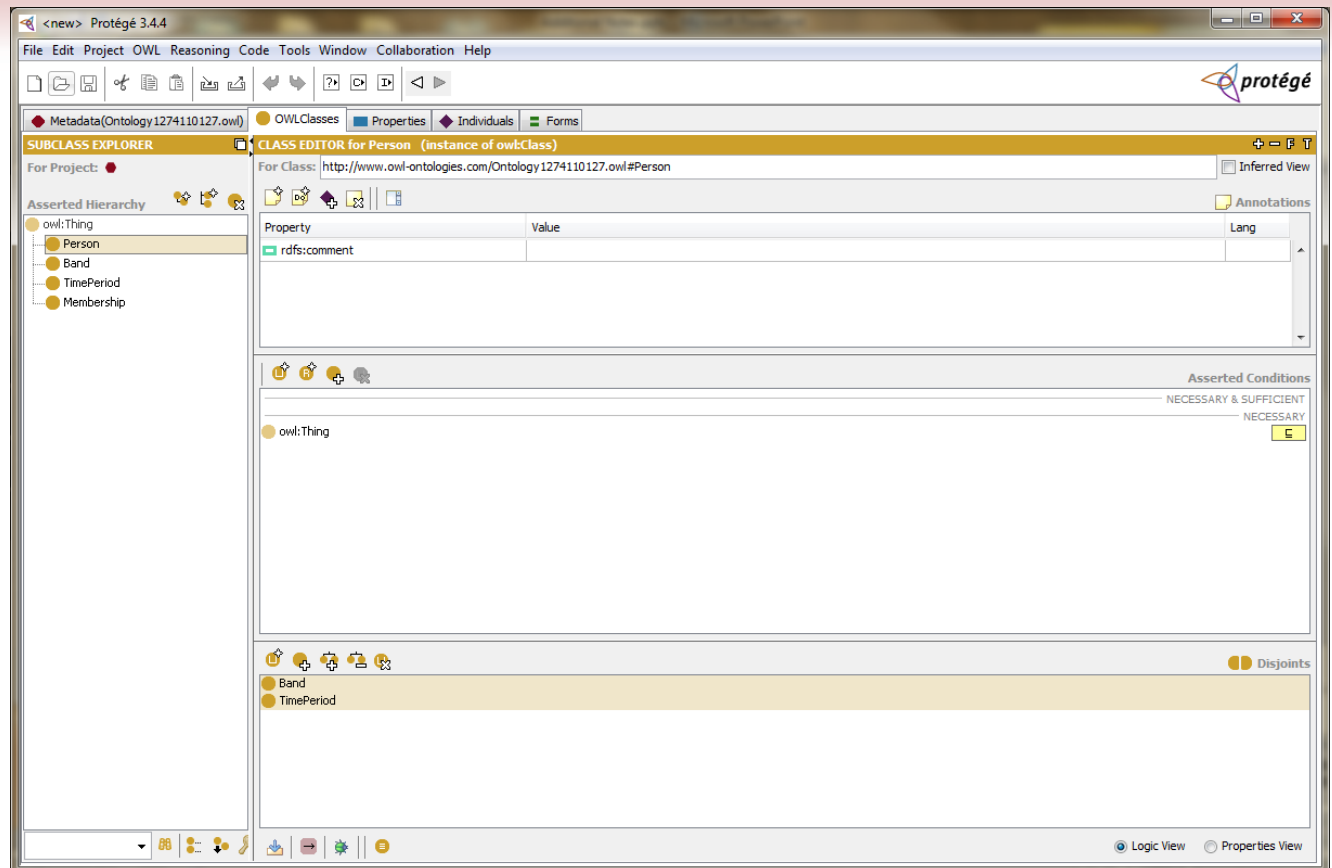 <new> Protégé 3.4.4
File Edit Project OWL Reasoning Code Tools Window Collaboration Help
protégé
Metadata(Ontology1274110127.owl) OWLClasses Properties Individuals Forms
SUBCLASS EXPLORER
For Project:
Asserted Hierarchy
owl:Thing
Person
Band
TimePeriod
Membership
CLASS EDITOR for Person (instance of owl:Class)
For Class: http://www.owl-ontologies.com/Ontology1274110127.owl#Person
Inferred View
Annotations
Property Value Lang
rdfs:comment
Asserted Conditions
NECESSARY & SUFFICIENT
NECESSARY
owl:Thing
Disjoints
Band
TimePeriod
Logic View Properties View